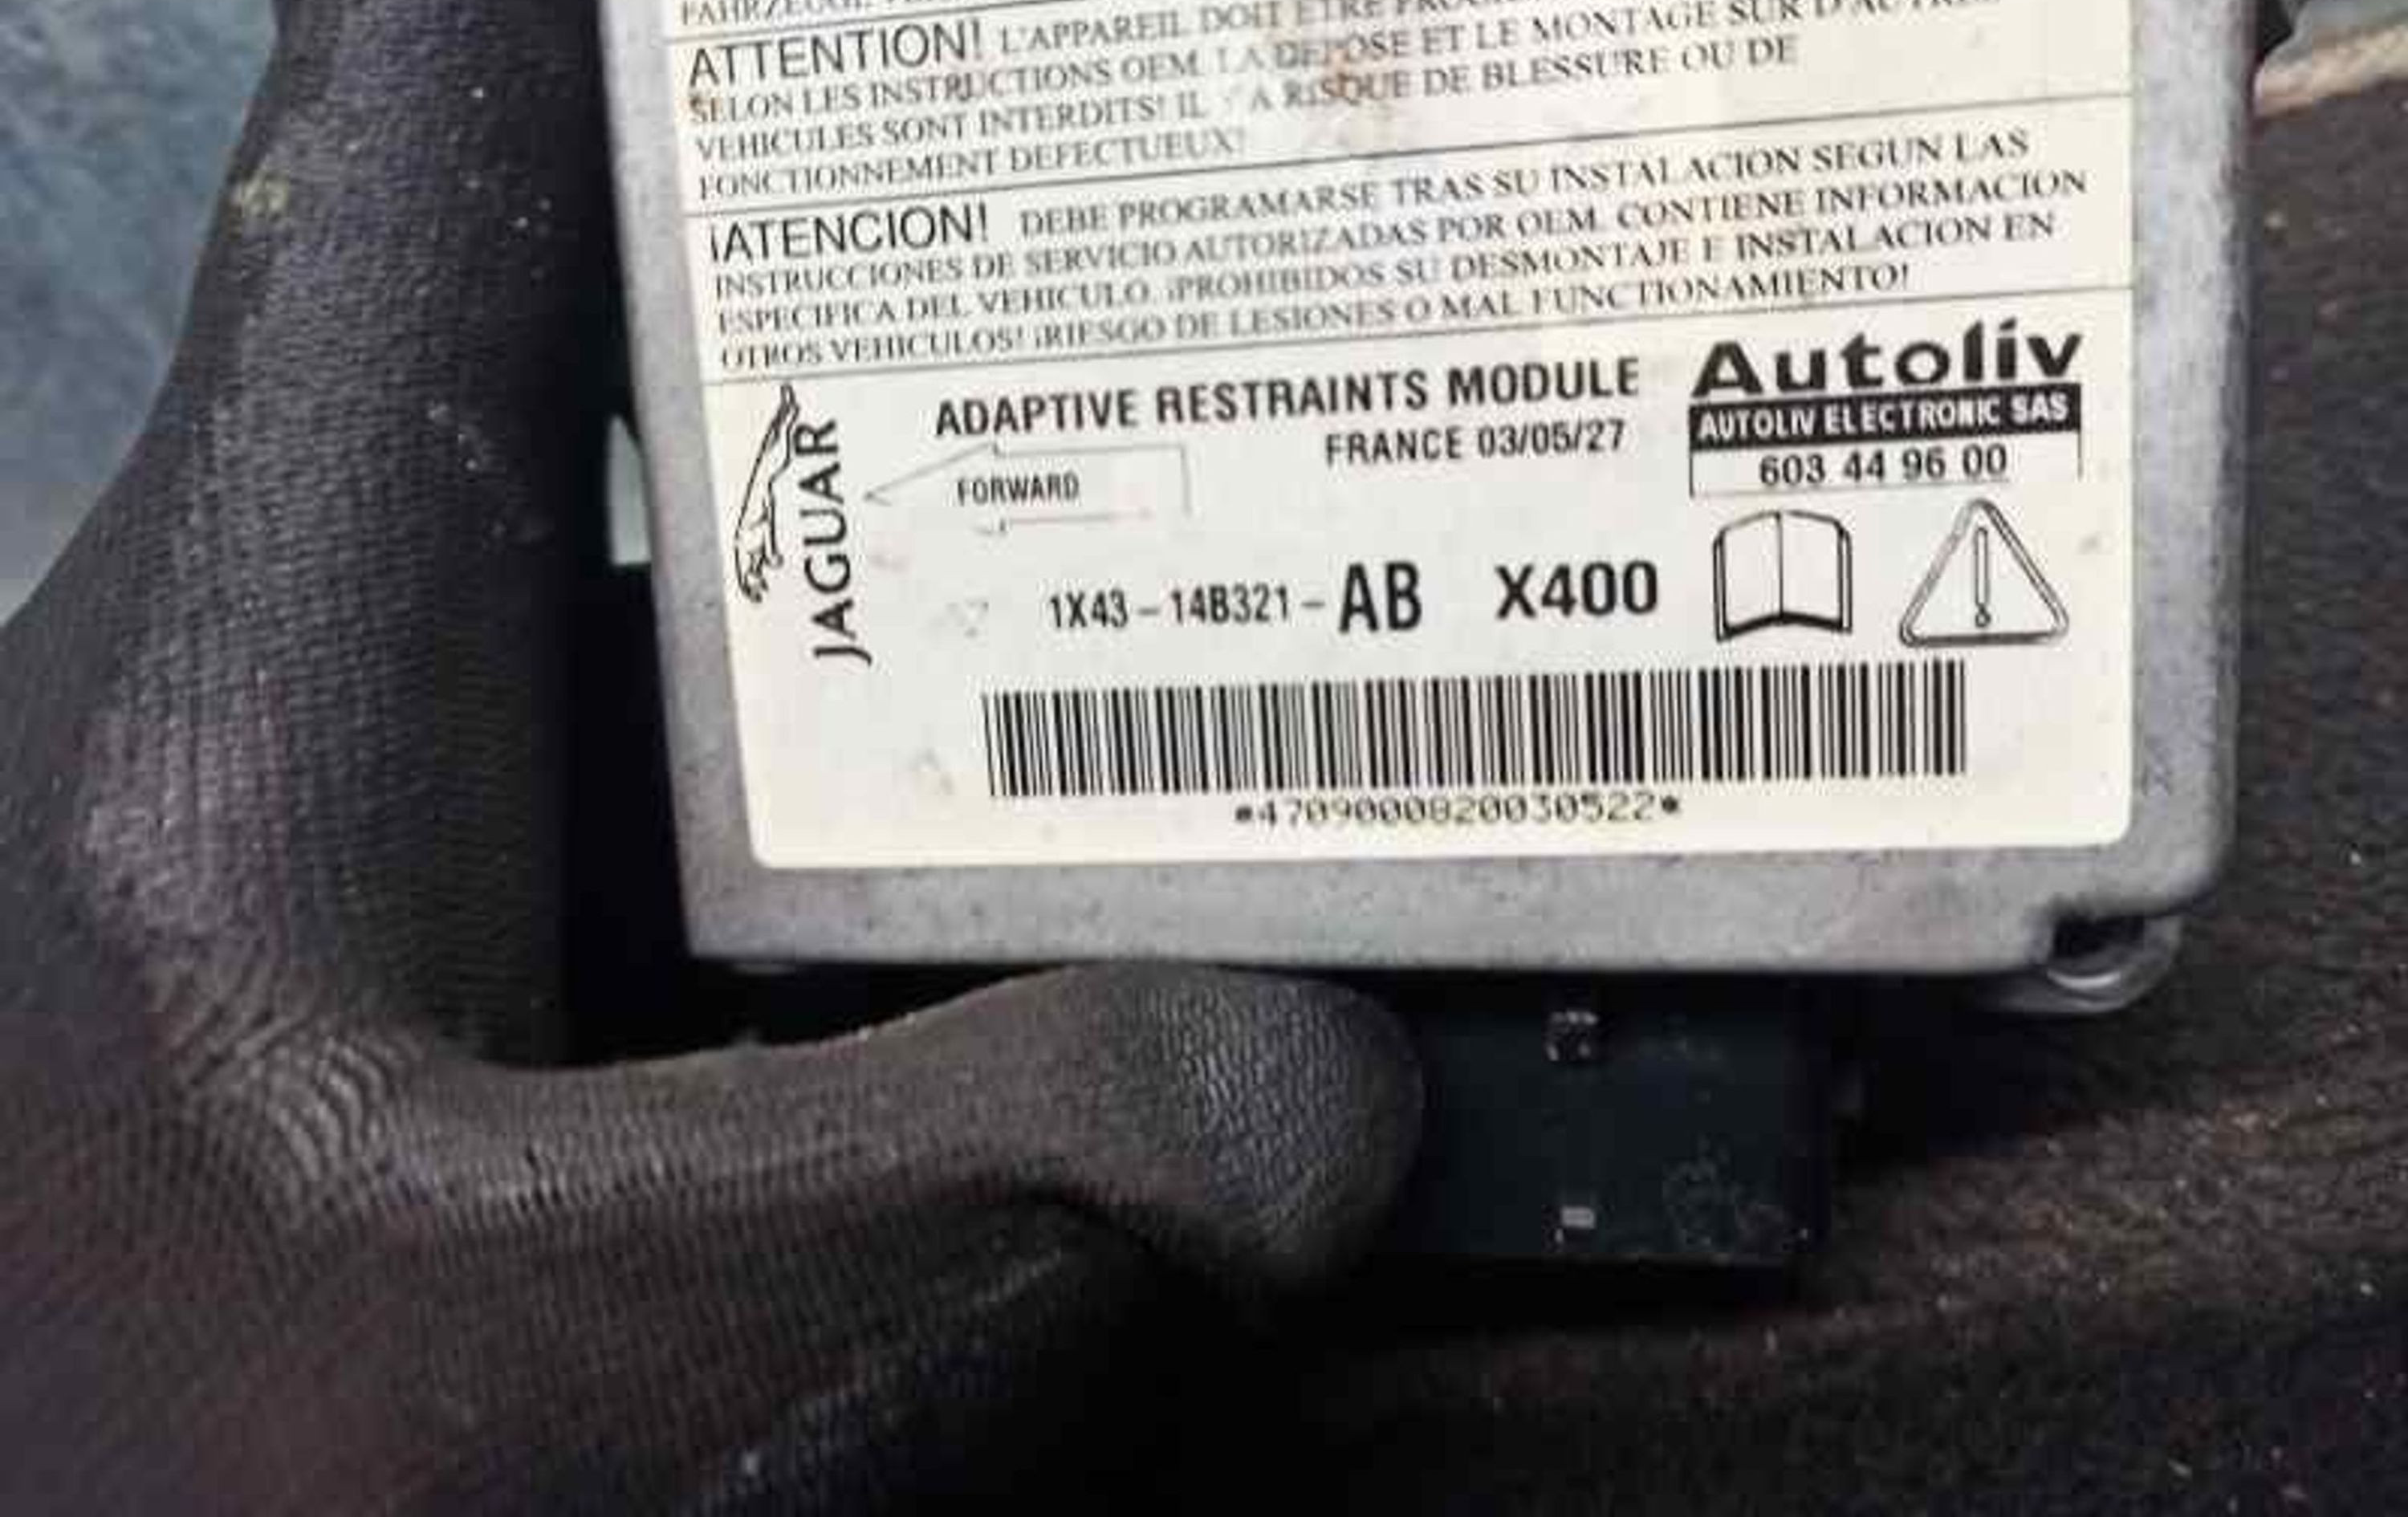 ATTENTION! L'APPAREIL DOIT ETRE
SELON LES INSTRUCTIONS OEM. LA DEPOSE ET LE MONTAGE SUR D'AUTRES
VEHICULES SONT INTERDITS! IL Y A RISQUE DE BLESSURE OU DE
FONCTIONNEMENT DEFECTUEUX!
¡ATENCION! DEBE PROGRAMARSE TRAS SU INSTALACION SEGUN LAS
INSTRUCCIONES DE SERVICIO AUTORIZADAS POR OEM. CONTIENE INFORMACION
ESPECIFICA DEL VEHICULO. ¡PROHIBIDOS SU DESMONTAJE E INSTALACION EN
OTROS VEHICULOS! ¡RIESGO DE LESIONES O MAL FUNCTIONAMIENTO!
JAGUAR
ADAPTIVE RESTRAINTS MODULE
FRANCE 03/05/27
FORWARD
Autoliv
AUTOLIV ELECTRONIC SAS
603 44 96 00
1X43-14B321-AB X400
*4709000820030522*